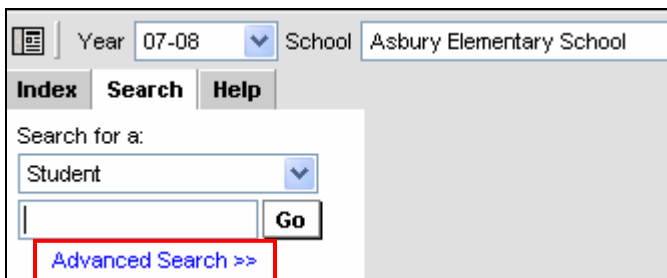 Year 07-08 School Asbury Elementary School
Index Search Help
Search for a:
Student
Go
Advanced Search >>